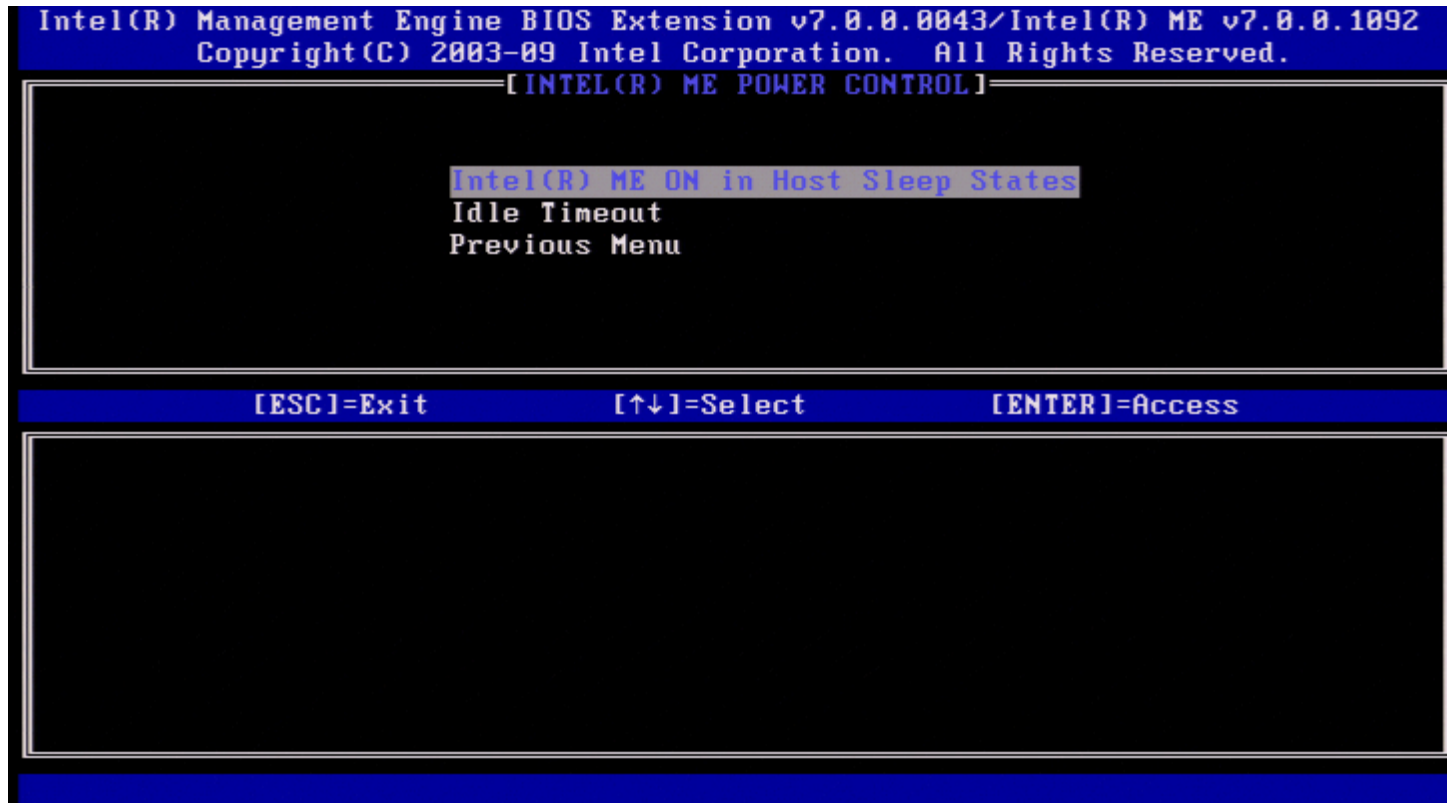 Intel(R) Management Engine BIOS Extension v7.0.0.0043/Intel(R) ME v7.0.0.1092
Copyright(C) 2003-09 Intel Corporation. All Rights Reserved.
[INTEL(R) ME POWER CONTROL]
Intel(R) ME ON in Host Sleep States
Idle Timeout
Previous Menu
[ESC]=Exit [↑↓]=Select [ENTER]=Access